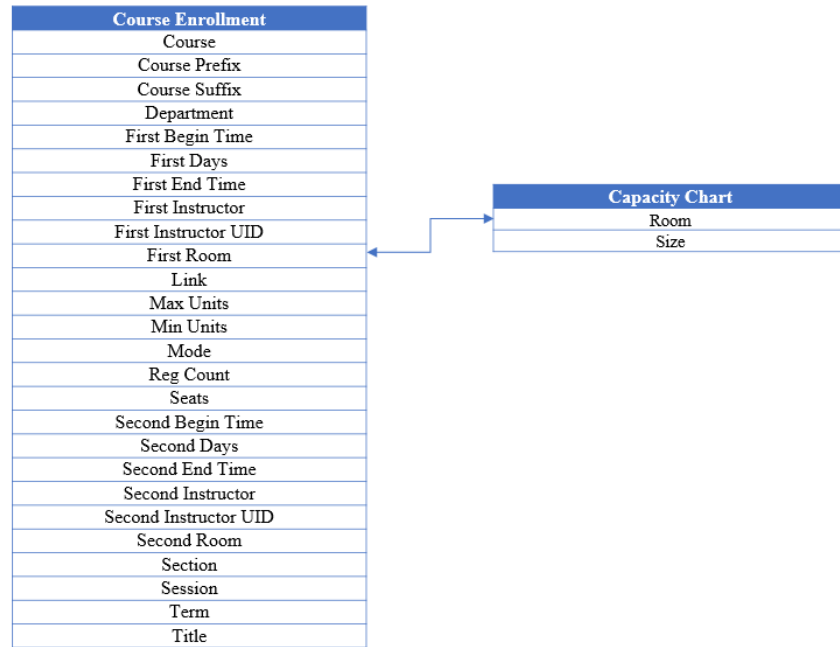 Course Enrollment
Course
Course Prefix
Course Suffix
Department
First Begin Time
First Days
First End Time
First Instructor
First Instructor UID
First Room
Link
Max Units
Min Units
Mode
Reg Count
Seats
Second Begin Time
Second Days
Second End Time
Second Instructor
Second Instructor UID
Second Room
Section
Session
Term
Title
Capacity Chart
Room
Size